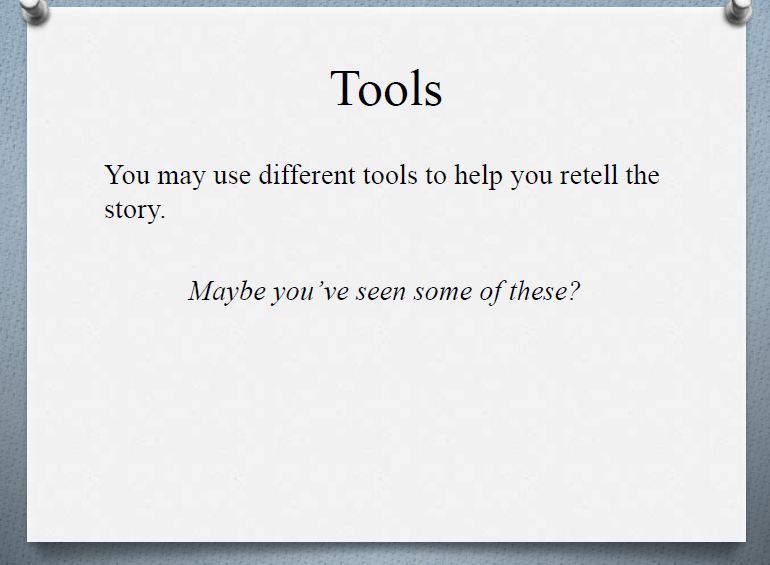 Tools
You may use different tools to help you retell the
story.
Maybe you’ve seen some of these?